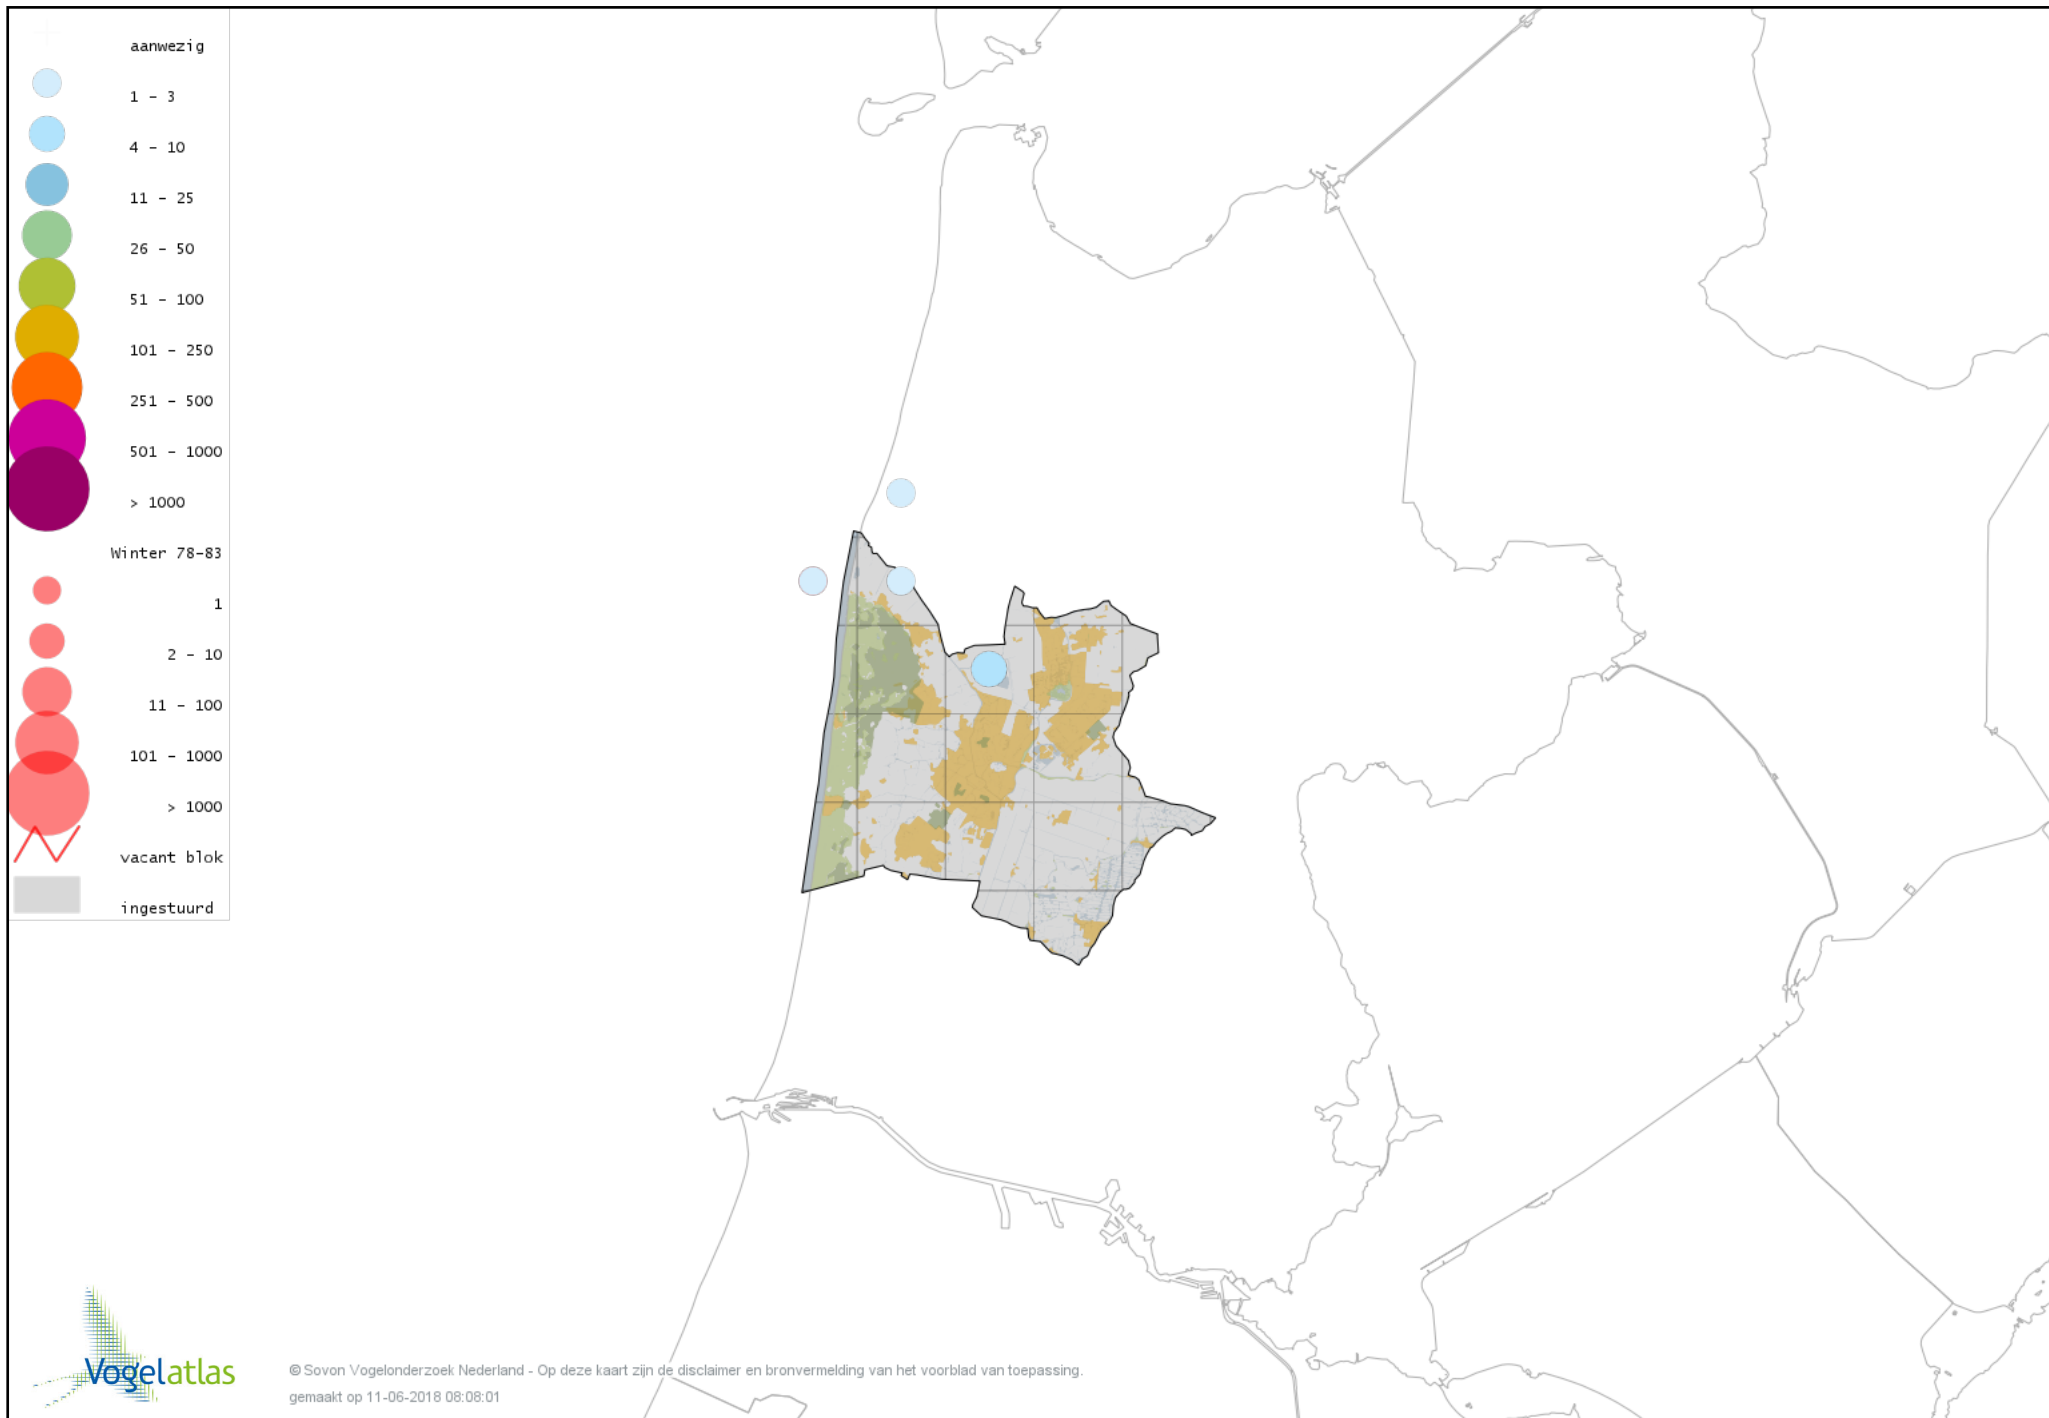 aanwezig
1 - 3
4 - 10
11 - 25
26 - 50
51 - 100
101 - 250
251 - 500
501 - 1000
> 1000
Winter 78-83
1
2 - 10
11 - 100
101 - 1000
> 1000
vacant blok
ingestuurd
Vogelatlas
© Sovon Vogelonderzoek Nederland - Op deze kaart zijn de disclaimer en bronvermelding van het voorblad van toepassing.
gemaakt op 11-06-2018 08:08:01